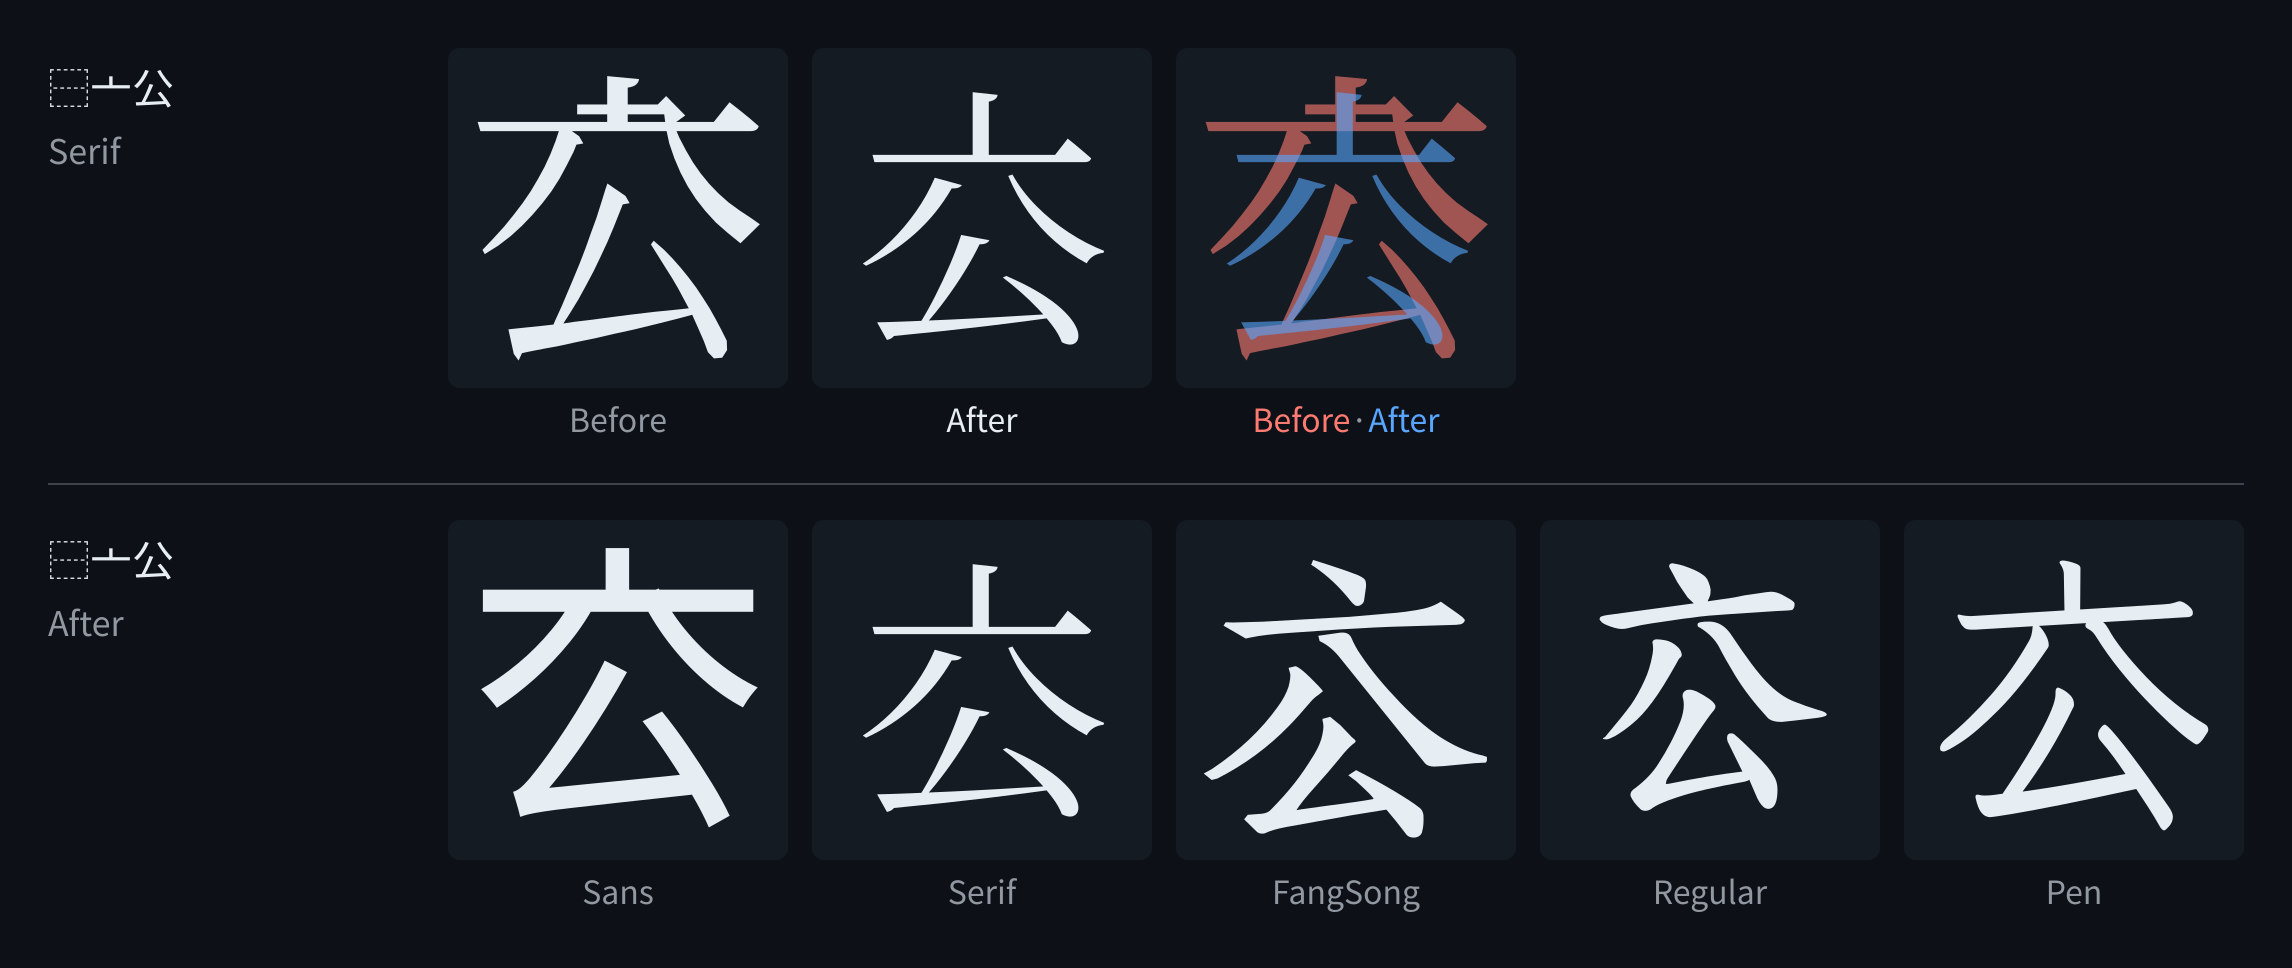 ⿱亠公
Serif
Before After Before · After
⿱亠公
After
Sans Serif FangSong Regular Pen